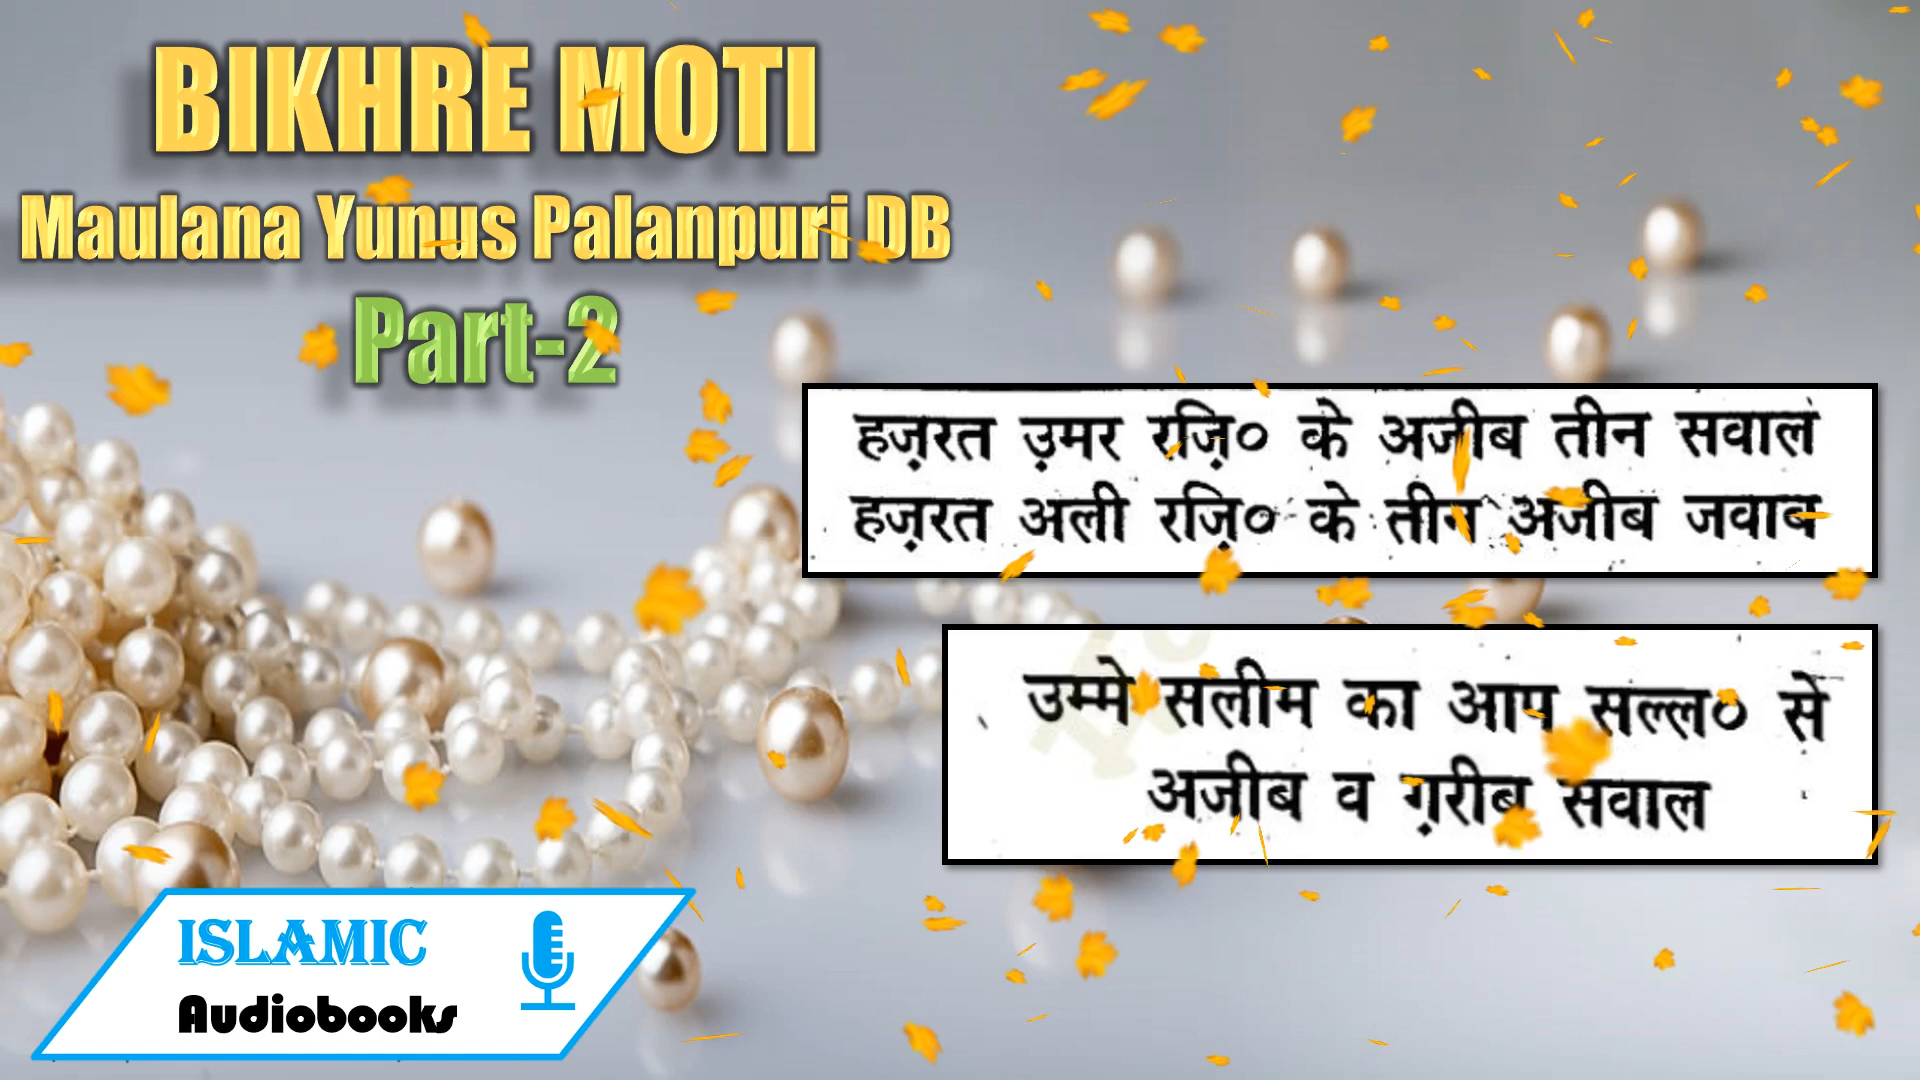 BIKHRE MOTI
Maulana Yunus Palanpuri DB
Part-2
हज़रत उ़मर रज़ि० के अजीब तीन सवाल
हज़रत अली रज़ि० के तीन अजीब जवाब
उम्मे सलीम का आप सल्ल० से
अजीब व ग़रीब सवाल
ISLAMIC
Audiobooks